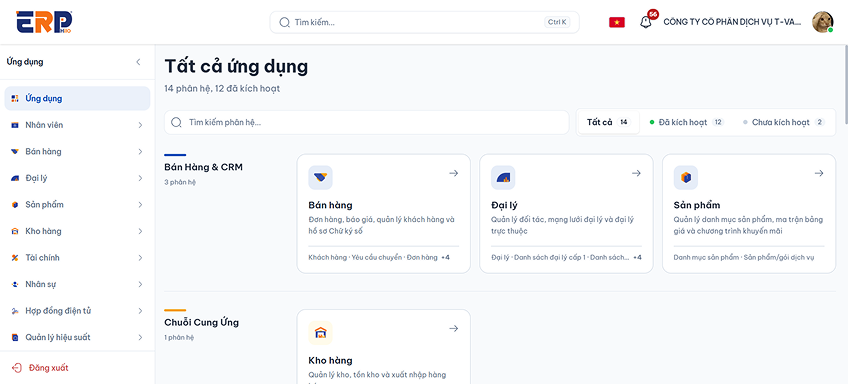 ERP
Tìm kiếm...
Ctrl K
56
CÔNG TY CỔ PHẦN DỊCH VỤ T-VA...
Ứng dụng
Ứng dụng
Nhân viên
Bán hàng
Đại lý
Sản phẩm
Kho hàng
Tài chính
Nhân sự
Hợp đồng điện tử
Quản lý hiệu suất
Đăng xuất
Tất cả ứng dụng
14 phân hệ, 12 đã kích hoạt
Tìm kiếm phân hệ...
Tất cả 14
Đã kích hoạt 12
Chưa kích hoạt 2
Bán Hàng & CRM
3 phân hệ
Bán hàng
Đơn hàng, báo giá, quản lý khách hàng và
hồ sơ Chữ ký số
Khách hàng · Yêu cầu chuyển · Đơn hàng +4
Đại lý
Quản lý đối tác, mạng lưới đại lý và đại lý
trực thuộc
Đại lý · Danh sách đại lý cấp 1 · Danh sách... +4
Sản phẩm
Quản lý danh mục sản phẩm, ma trận bảng
giá và chương trình khuyến mãi
Danh mục sản phẩm · Sản phẩm/gói dịch vụ
Chuỗi Cung Ứng
1 phân hệ
Kho hàng
Quản lý kho, tồn kho và xuất nhập hàng